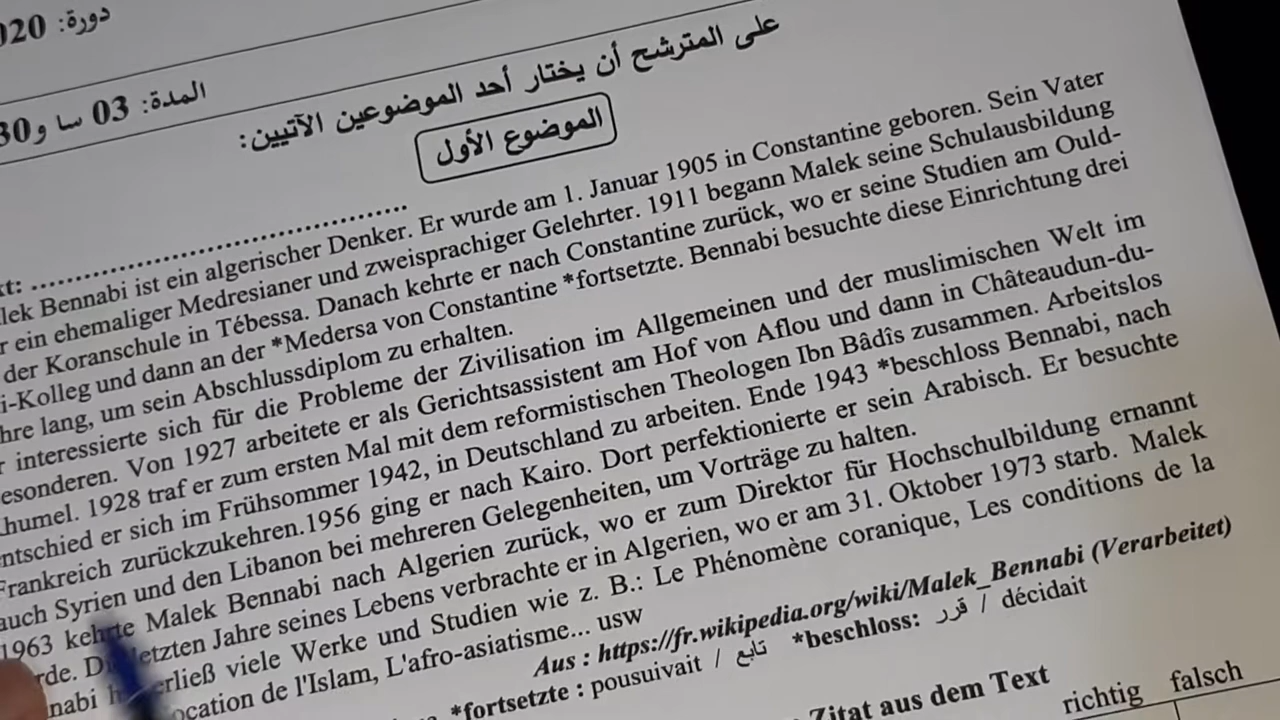 دورة: 020
المدة: 03 سا و30
على المترشح أن يختار أحد الموضوعين الآتيين:
الموضوع الأول
xt: ........................................
lek Bennabi ist ein algerischer Denker. Er wurde am 1. Januar 1905 in Constantine geboren. Sein Vater
r ein ehemaliger Medresianer und zweisprachiger Gelehrter. 1911 begann Malek seine Schulausbildung
der Koranschule in Tébessa. Danach kehrte er nach Constantine zurück, wo er seine Studien am Ould-
i-Kolleg und dann an der *Medersa von Constantine *fortsetzte. Bennabi besuchte diese Einrichtung drei
hre lang, um sein Abschlussdiplom zu erhalten.
r interessierte sich für die Probleme der Zivilisation im Allgemeinen und der muslimischen Welt im
esonderen. Von 1927 arbeitete er als Gerichtsassistent am Hof von Aflou und dann in Châteaudun-du-
humel. 1928 traf er zum ersten Mal mit dem reformistischen Theologen Ibn Bâdîs zusammen. Arbeitslos
ntschied er sich im Frühsommer 1942, in Deutschland zu arbeiten. Ende 1943 *beschloss Bennabi, nach
Frankreich zurückzukehren.1956 ging er nach Kairo. Dort perfektionierte er sein Arabisch. Er besuchte
auch Syrien und den Libanon bei mehreren Gelegenheiten, um Vorträge zu halten.
1963 kehrte Malek Bennabi nach Algerien zurück, wo er zum Direktor für Hochschulbildung ernannt
rde. Die letzten Jahre seines Lebens verbrachte er in Algerien, wo er am 31. Oktober 1973 starb. Malek
nabi h erließ viele Werke und Studien wie z. B.: Le Phénomène coranique, Les conditions de la
ocation de l'Islam, L'afro-asiatisme... usw
Aus : https://fr.wikipedia.org/wiki/Malek_Bennabi (Verarbeitet)
*fortsetzte : pousuivait / تابع *beschloss: قرر / décidait
Zitat aus dem Text
richtig falsch